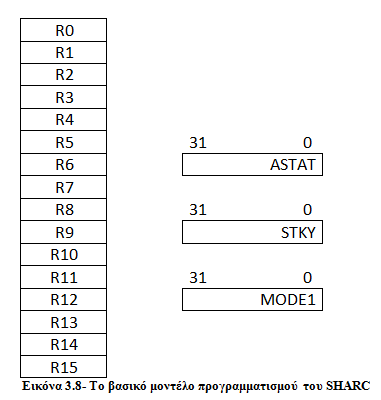 R0
R1
R2
R3
R4
R5
R6
R7
R8
R9
R10
R11
R12
R13
R14
R15
31 0
ASTAT
31 0
STKY
31 0
MODE1
Εικόνα 3.8- Το βασικό μοντέλο προγραμματισμού του SHARC